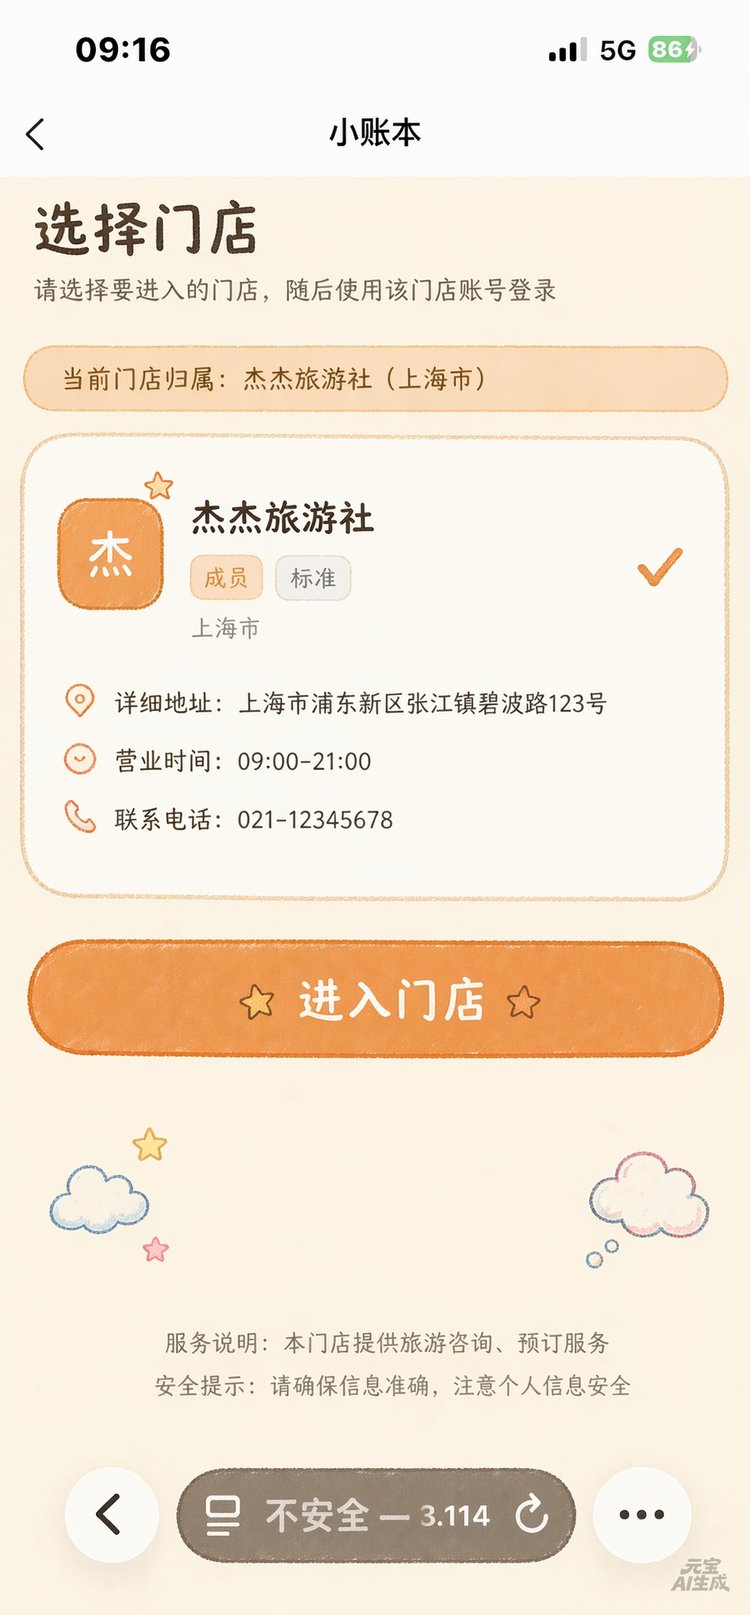 09:16
5G 86
小账本
选择门店
请选择要进入的门店，随后使用该门店账号登录
当前门店归属：杰杰旅游社（上海市）
杰
杰杰旅游社
成员 标准
上海市
详细地址：上海市浦东新区张江镇碧波路123号
营业时间：09:00-21:00
联系电话：021-12345678
进入门店
服务说明：本门店提供旅游咨询、预订服务
安全提示：请确保信息准确，注意个人信息安全
不安全 — 3.114
元宝
AI生成